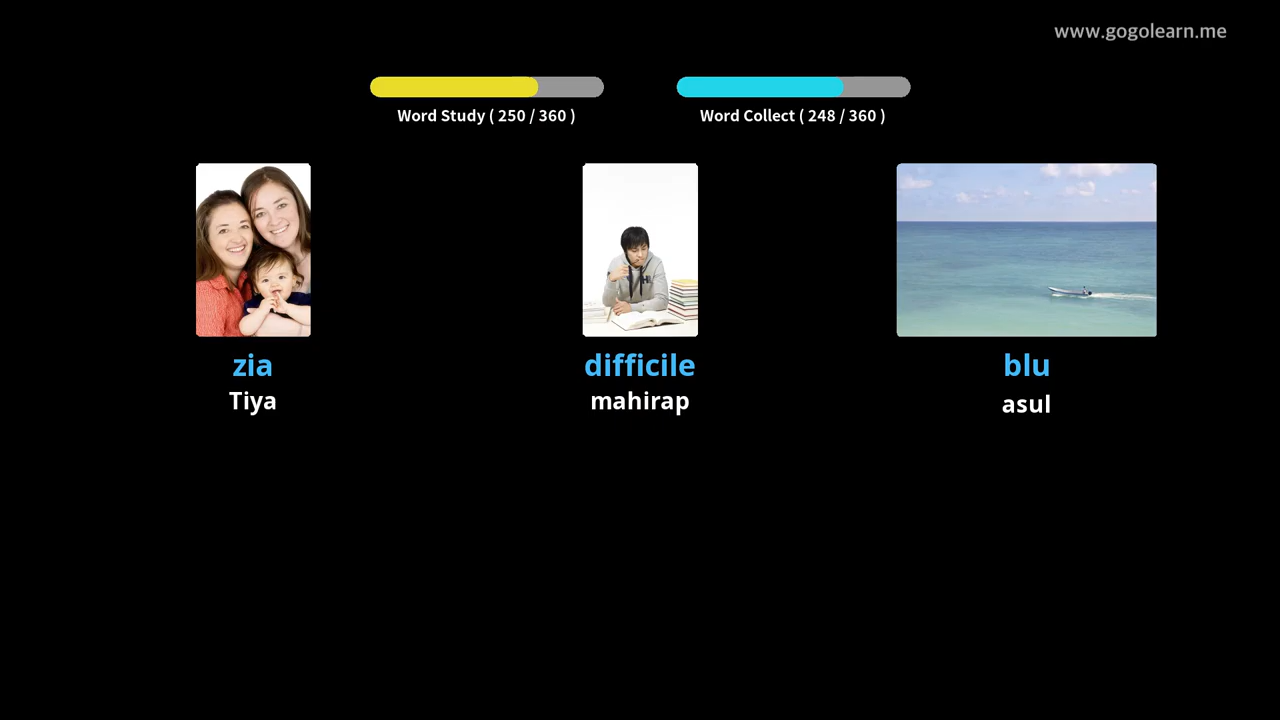 www.gogolearn.me
Word Study ( 250 / 360 )
Word Collect ( 248 / 360 )
zia
Tiya
difficile
mahirap
blu
asul